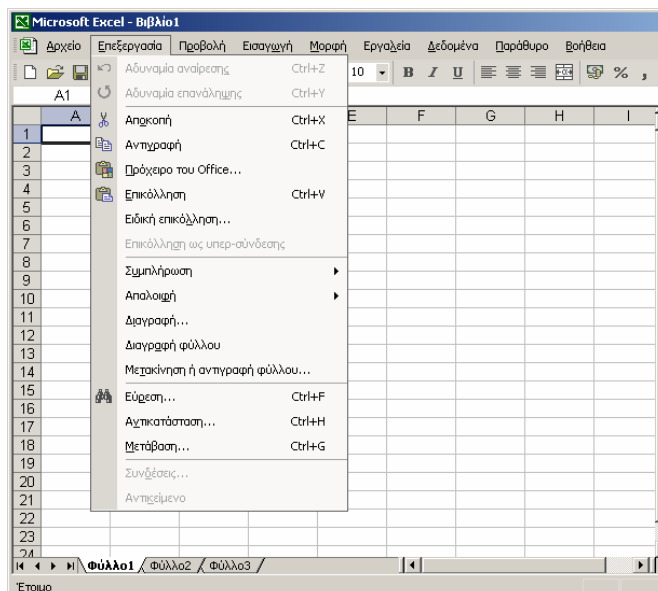 Microsoft Excel - Βιβλίο1
Αρχείο Επεξεργασία Προβολή Εισαγωγή Μορφή Εργαλεία Δεδομένα Παράθυρο Βοήθεια
10 B I U % ,
A1
Αδυναμία αναίρεσης Ctrl+Z
Αδυναμία επανάληψης Ctrl+Y
Αποκοπή Ctrl+X
Αντιγραφή Ctrl+C
Πρόχειρο του Office...
Επικόλληση Ctrl+V
Ειδική επικόλληση...
Επικόλληση ως υπερ-σύνδεσης
Συμπλήρωση
Απαλοιφή
Διαγραφή...
Διαγραφή φύλλου
Μετακίνηση ή αντιγραφή φύλλου...
Εύρεση... Ctrl+F
Αντικατάσταση... Ctrl+H
Μετάβαση... Ctrl+G
Συνδέσεις...
Αντικείμενο
A E F G H I
1
2
3
4
5
6
7
8
9
10
11
12
13
14
15
16
17
18
19
20
21
22
23
24
Φύλλο1 Φύλλο2 Φύλλο3
Έτοιμο